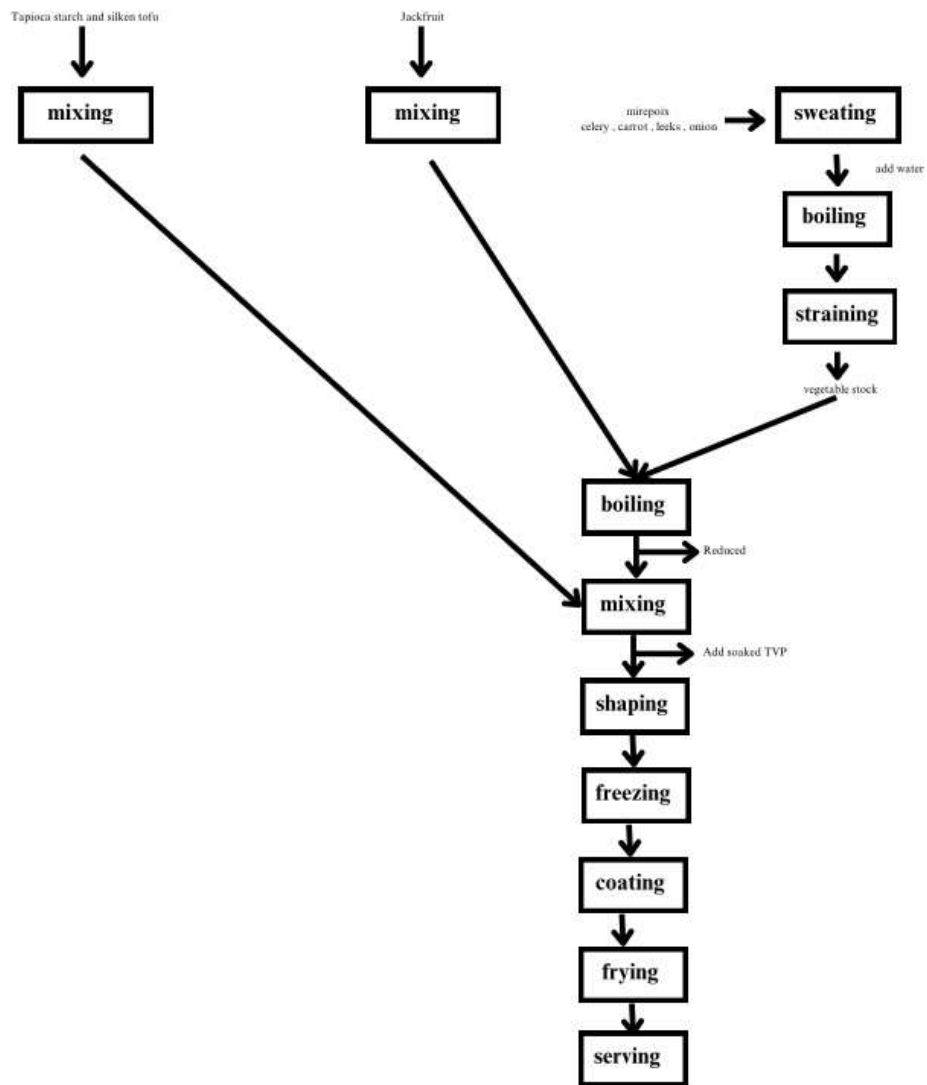 Tapioca starch and silken tofu
Jackfruit
mixing
mixing
mirepoix
celery , carrot , leeks , onion
sweating
add water
boiling
straining
vegetable stock
boiling
Reduced
mixing
Add soaked TVP
shaping
freezing
coating
frying
serving